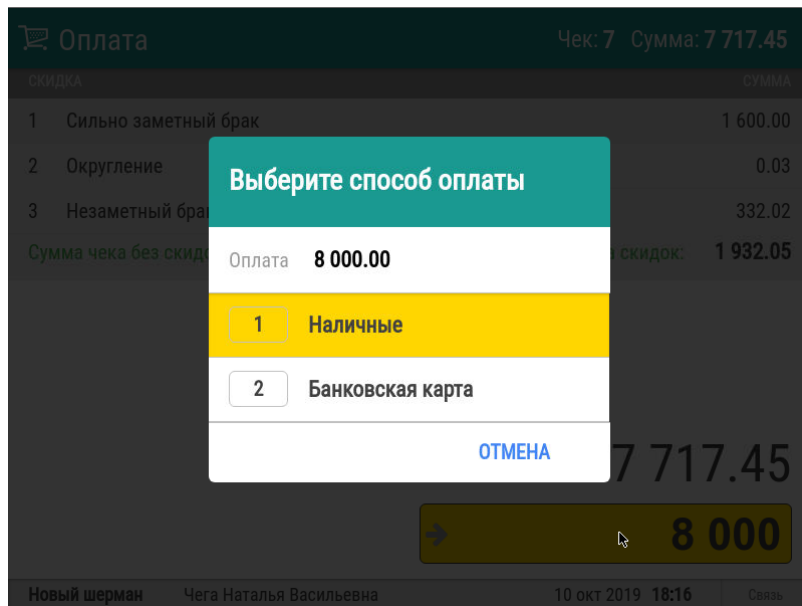 Оплата Чек: 7 Сумма: 7 717.45
СКИДКА СУММА
1 Сильно заметный брак 1 600.00
2 Округление 0.03
3 Незаметный 332.02
Сумма чека без скидок: 1 932.05
Выберите способ оплаты
Оплата 8 000.00
1 Наличные
2 Банковская карта
ОТМЕНА
7 717.45
8 000
Новый шерман Чега Наталья Васильевна 10 окт 2019 18:16 Связь